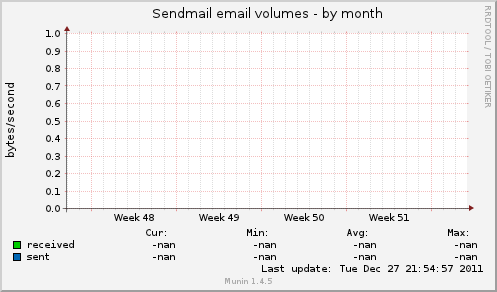 Sendmail email volumes - by month
RRDTOOL / TOBI OETIKER
bytes/second
1.0
0.9
0.8
0.7
0.6
0.5
0.4
0.3
0.2
0.1
0.0
Week 48 Week 49 Week 50 Week 51
Cur: Min: Avg: Max:
received -nan -nan -nan -nan
sent -nan -nan -nan -nan
Last update: Tue Dec 27 21:54:57 2011
Munin 1.4.5